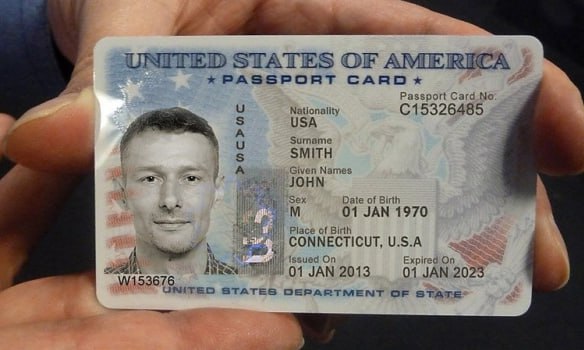 UNITED STATES OF AMERICA
★ PASSPORT CARD ★
Passport Card No.
C15326485
USAUSA
Nationality
USA
Surname
SMITH
Given Names
JOHN
Sex Date of Birth
M 01 JAN 1970
Place of Birth
CONNECTICUT, U.S.A
Issued On Expired On
01 JAN 2013 01 JAN 2023
W153676
UNITED STATES DEPARTMENT OF STATE